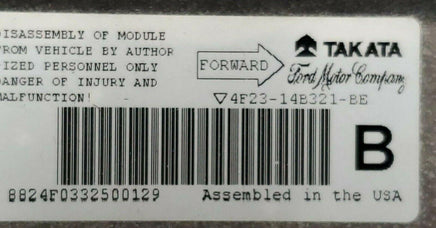 ISASSEMBLY OF MODULE
FROM VEHICLE BY AUTHOR
IZED PERSONNEL ONLY
DANGER OF INJURY AND
MALFUNCTION!
FORWARD
TAKATA
Ford Motor Company
▽4F23-14B321-BE
B
8824F0332500129
Assembled in the USA